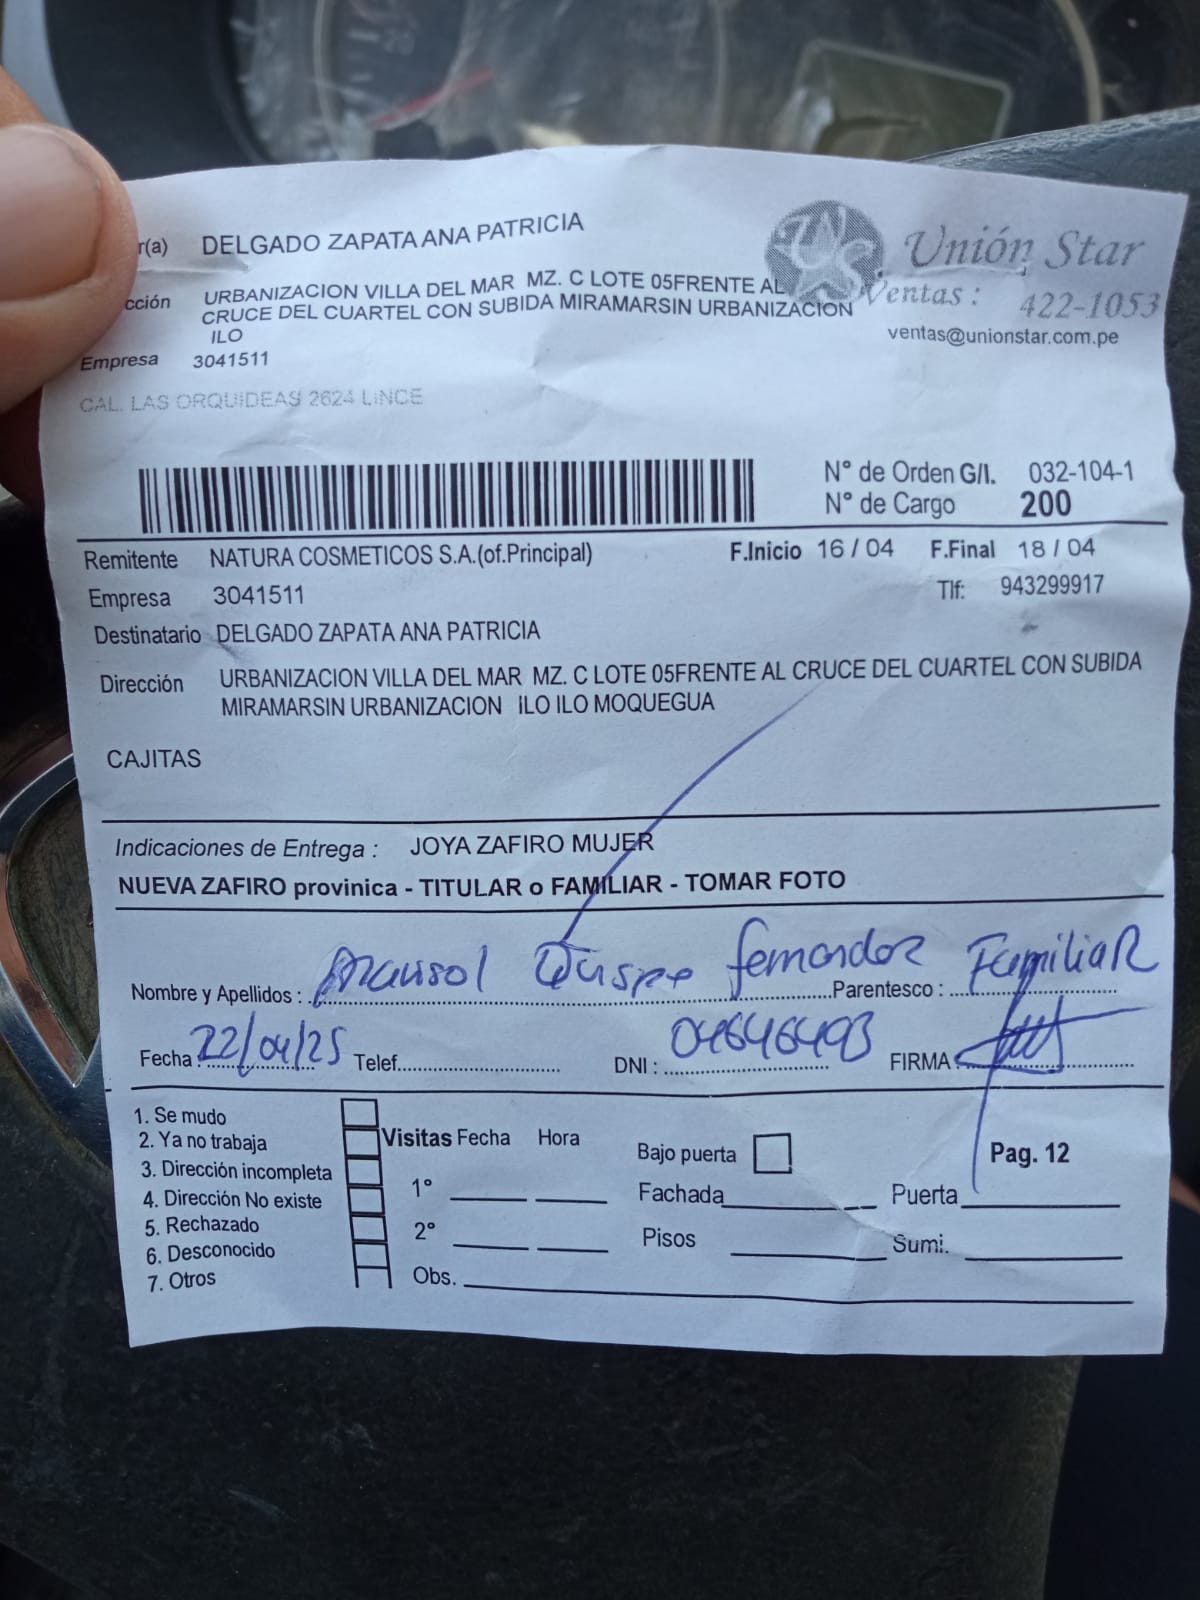 r(a) DELGADO ZAPATA ANA PATRICIA
Unión Star
cción URBANIZACION VILLA DEL MAR MZ. C LOTE 05FRENTE AL
CRUCE DEL CUARTEL CON SUBIDA MIRAMARSIN URBANIZACION
ILO
Ventas : 422-1053
ventas@unionstar.com.pe
Empresa 3041511
CAL. LAS ORQUIDEAS 2624 LINCE
N° de Orden G/I. 032-104-1
N° de Cargo 200
Remitente NATURA COSMETICOS S.A.(of.Principal) F.Inicio 16 / 04 F.Final 18 / 04
Empresa 3041511 Tlf: 943299917
Destinatario DELGADO ZAPATA ANA PATRICIA
Dirección URBANIZACION VILLA DEL MAR MZ. C LOTE 05FRENTE AL CRUCE DEL CUARTEL CON SUBIDA
MIRAMARSIN URBANIZACION ILO ILO MOQUEGUA
CAJITAS
Indicaciones de Entrega : JOYA ZAFIRO MUJER
NUEVA ZAFIRO provinica - TITULAR o FAMILIAR - TOMAR FOTO
Nombre y Apellidos : Marisol Quispe fernandez Parentesco : FamiliaR
Fecha : 22/04/25 Telef. DNI : 04646493 FIRMA
1. Se mudo
2. Ya no trabaja
3. Dirección incompleta
4. Dirección No existe
5. Rechazado
6. Desconocido
7. Otros
Visitas Fecha Hora
1°
2°
Obs.
Bajo puerta
Pag. 12
Fachada Puerta
Pisos Sumi.